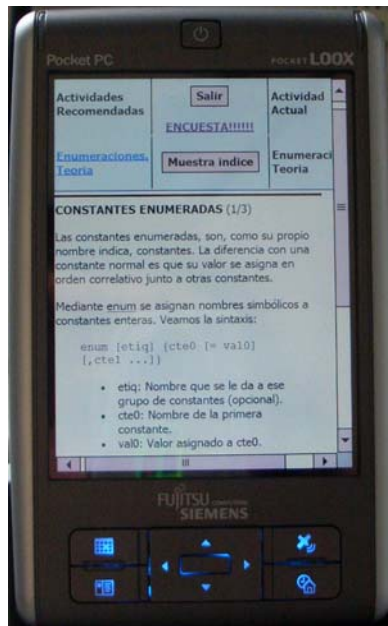 Pocket PC
POCKET LOOX
Actividades
Recomendadas
Salir
ENCUESTA!!!!!!
Actividad
Actual
Enumeraciones.
Teoria
Muestra indice
Enumeraci
Teoria
CONSTANTES ENUMERADAS (1/3)
Las constantes enumeradas, son, como su propio
nombre indica, constantes. La diferencia con una
constante normal es que su valor se asigna en
orden correlativo junto a otras constantes.
Mediante enum se asignan nombres simbólicos a
constantes enteras. Veamos la sintaxis:
enum [etiq] {cte0 [= val0]
[,cte1 ...]}
• etiq: Nombre que se le da a ese
grupo de constantes (opcional).
• cte0: Nombre de la primera
constante.
• val0: Valor asignado a cte0.
FUJITSU
SIEMENS